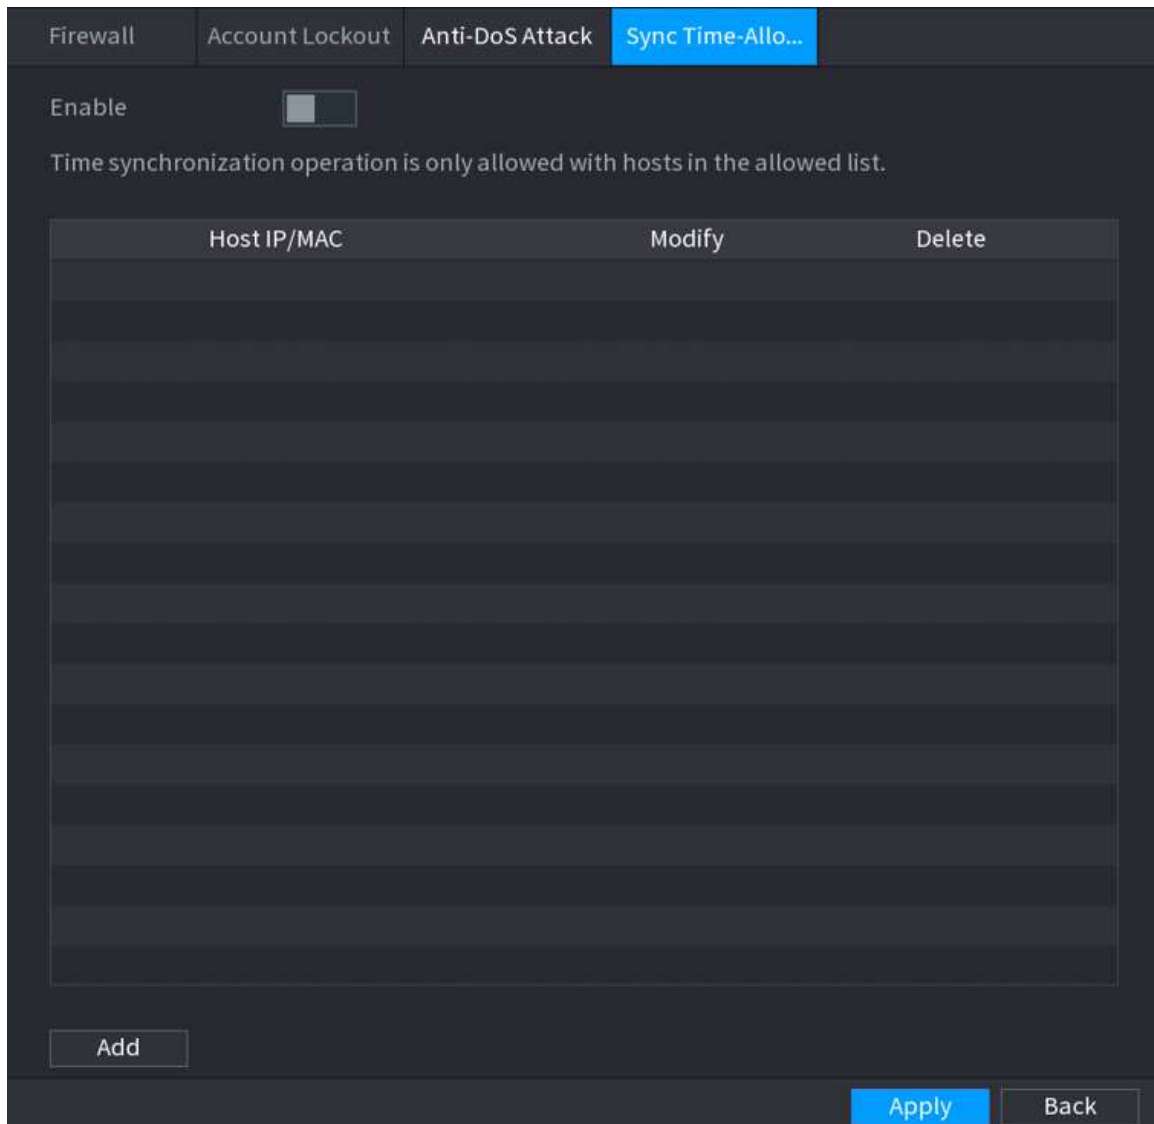 Firewall Account Lockout Anti-DoS Attack Sync Time-Allo...
Enable
Time synchronization operation is only allowed with hosts in the allowed list.
Host IP/MAC Modify Delete
Add
Apply Back